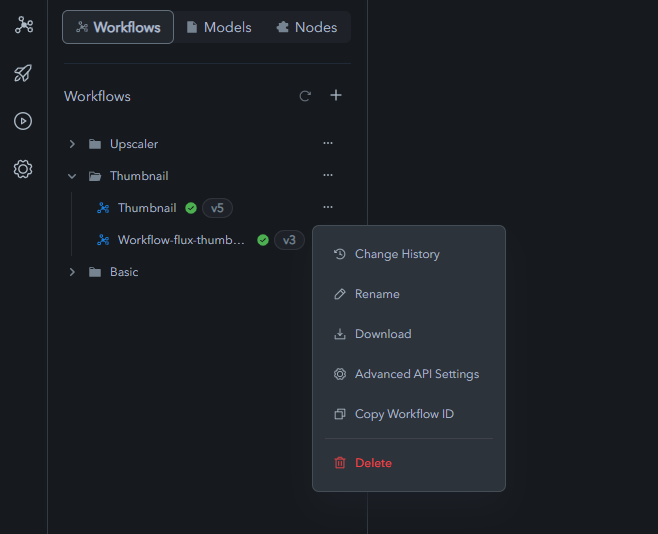 Workflows Models Nodes
Workflows
Upscaler
Thumbnail
Thumbnail v5
Workflow-flux-thumb... v3
Basic
Change History
Rename
Download
Advanced API Settings
Copy Workflow ID
Delete